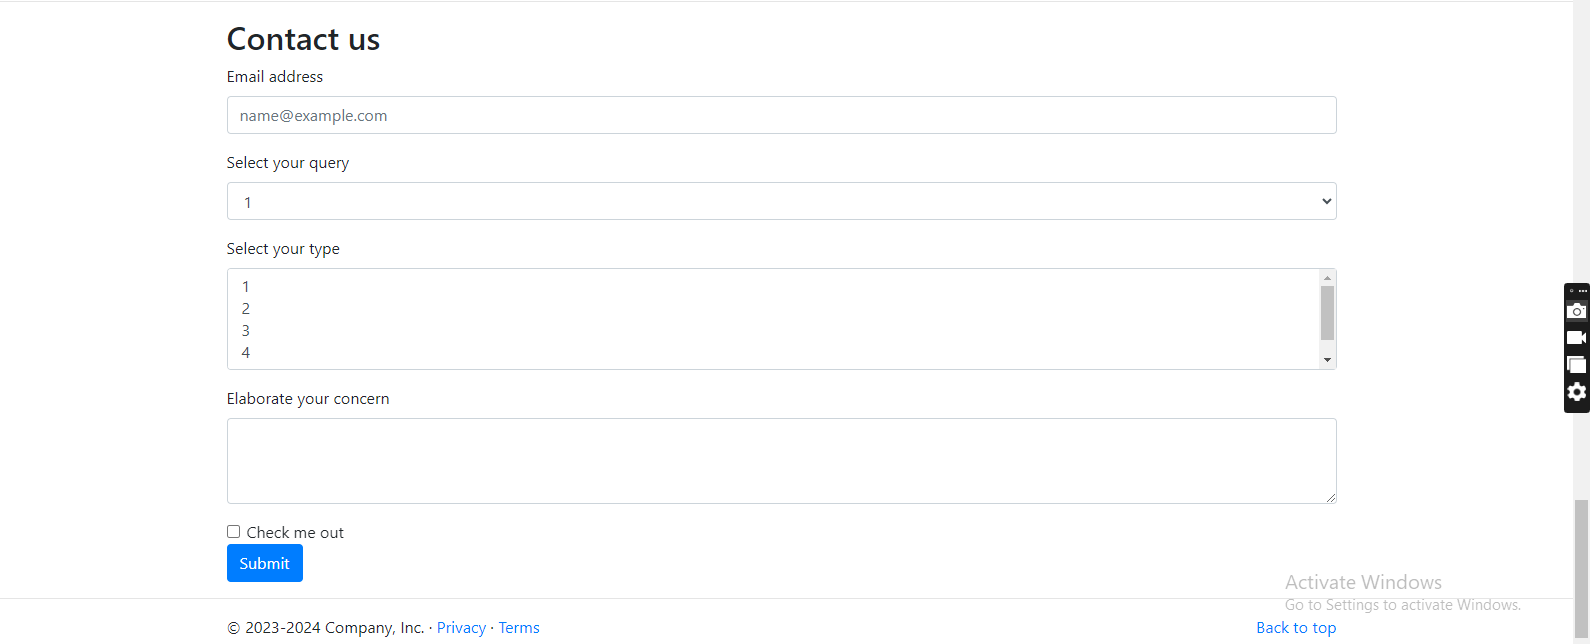 Contact us
Email address
name@example.com
Select your query
1
Select your type
1
2
3
4
Elaborate your concern
Check me out
Submit
Activate Windows
Go to Settings to activate Windows.
© 2023-2024 Company, Inc. · Privacy · Terms
Back to top